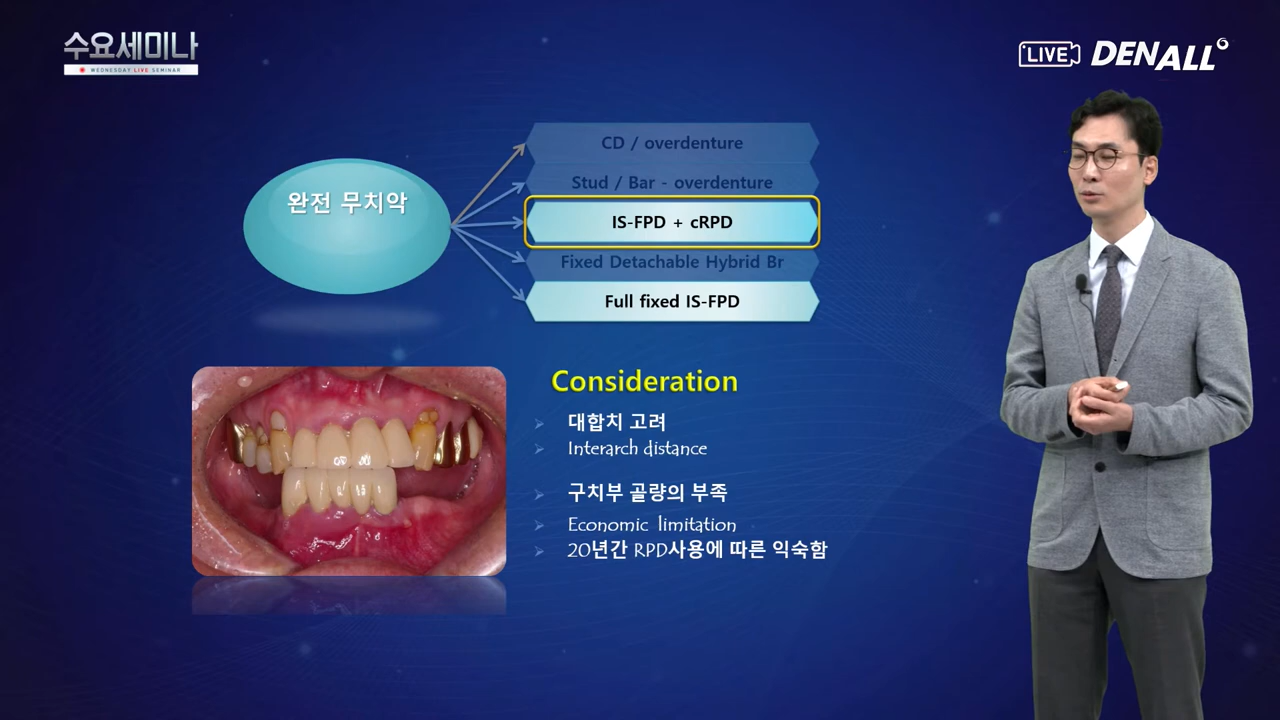 수요세미나
WEDNESDAY LIVE SEMINAR
LIVE DENALL
CD / overdenture
Stud / Bar - overdenture
완전 무치악
IS-FPD + cRPD
Fixed Detachable Hybrid Br
Full fixed IS-FPD
Consideration
대합치 고려
Interarch distance
구치부 골량의 부족
Economic limitation
20년간 RPD사용에 따른 익숙함